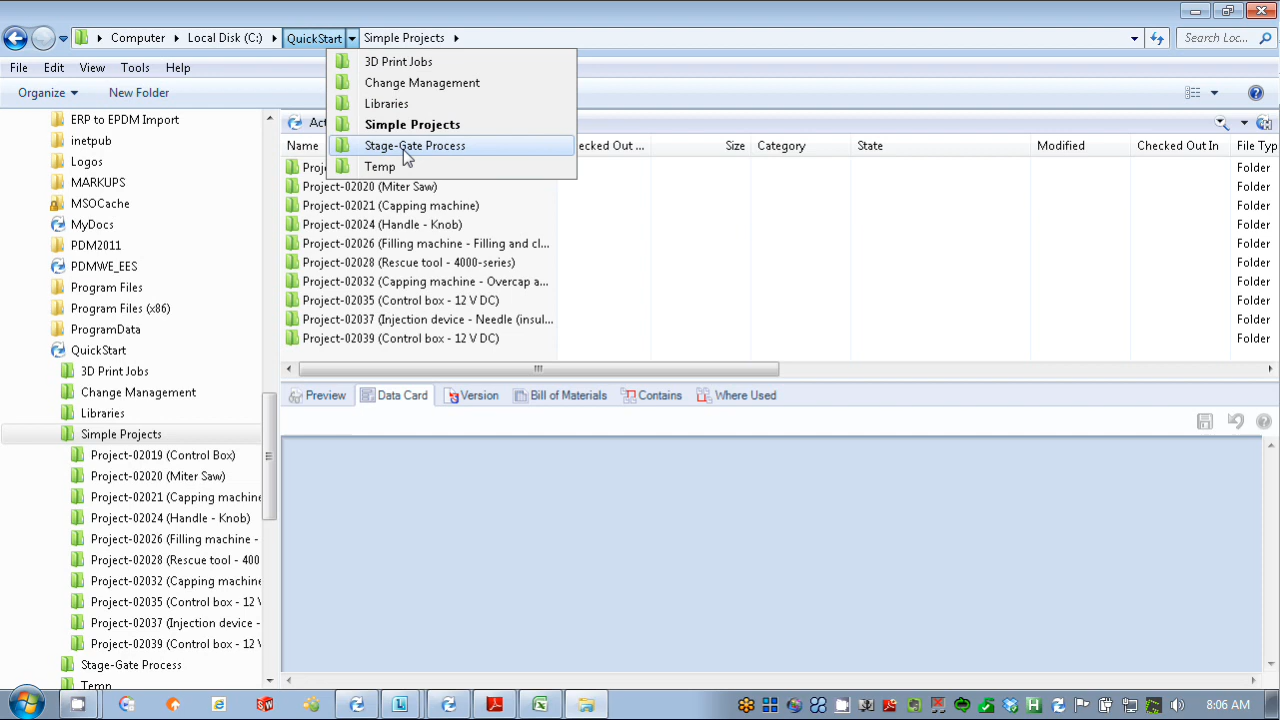 Computer Local Disk (C:) QuickStart Simple Projects Search Loc...
File Edit View Tools Help
Organize New Folder
3D Print Jobs
Change Management
Libraries
Simple Projects
Stage-Gate Process
Temp
ERP to EPDM Import
inetpub
Logos
MARKUPS
MSOCache
MyDocs
PDM2011
PDMWE_EES
Program Files
Program Files (x86)
ProgramData
QuickStart
3D Print Jobs
Change Management
Libraries
Simple Projects
Project-02019 (Control Box)
Project-02020 (Miter Saw)
Project-02021 (Capping machine
Project-02024 (Handle - Knob)
Project-02026 (Filling machine -
Project-02028 (Rescue tool - 400
Project-02032 (Capping machine
Project-02035 (Control box - 12 V
Project-02037 (Injection device -
Project-02039 (Control box - 12 V
Stage-Gate Process
Temp
Act
Name ecked Out ... Size Category State Modified Checked Out In File Typ
Proj Folder
Project-02020 (Miter Saw) Folder
Project-02021 (Capping machine) Folder
Project-02024 (Handle - Knob) Folder
Project-02026 (Filling machine - Filling and cl... Folder
Project-02028 (Rescue tool - 4000-series) Folder
Project-02032 (Capping machine - Overcap a... Folder
Project-02035 (Control box - 12 V DC) Folder
Project-02037 (Injection device - Needle (insul... Folder
Project-02039 (Control box - 12 V DC) Folder
Preview Data Card Version Bill of Materials Contains Where Used
8:06 AM